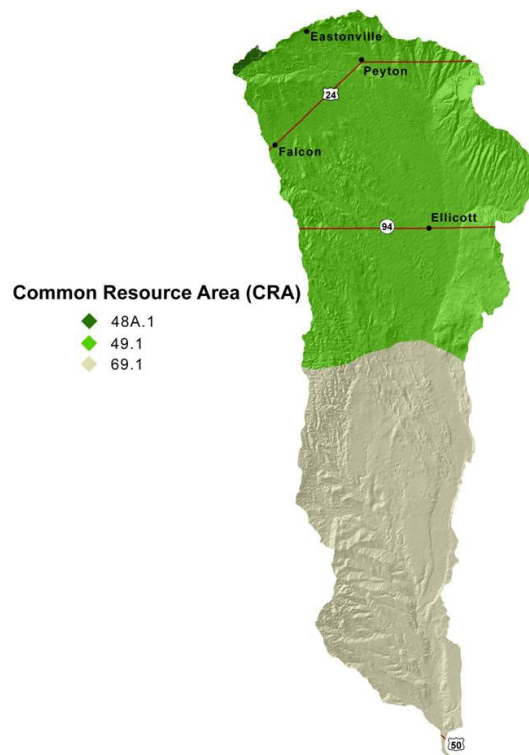 Eastonville
Peyton
24
Falcon
Ellicott
94
Common Resource Area (CRA)
48A.1
49.1
69.1
50